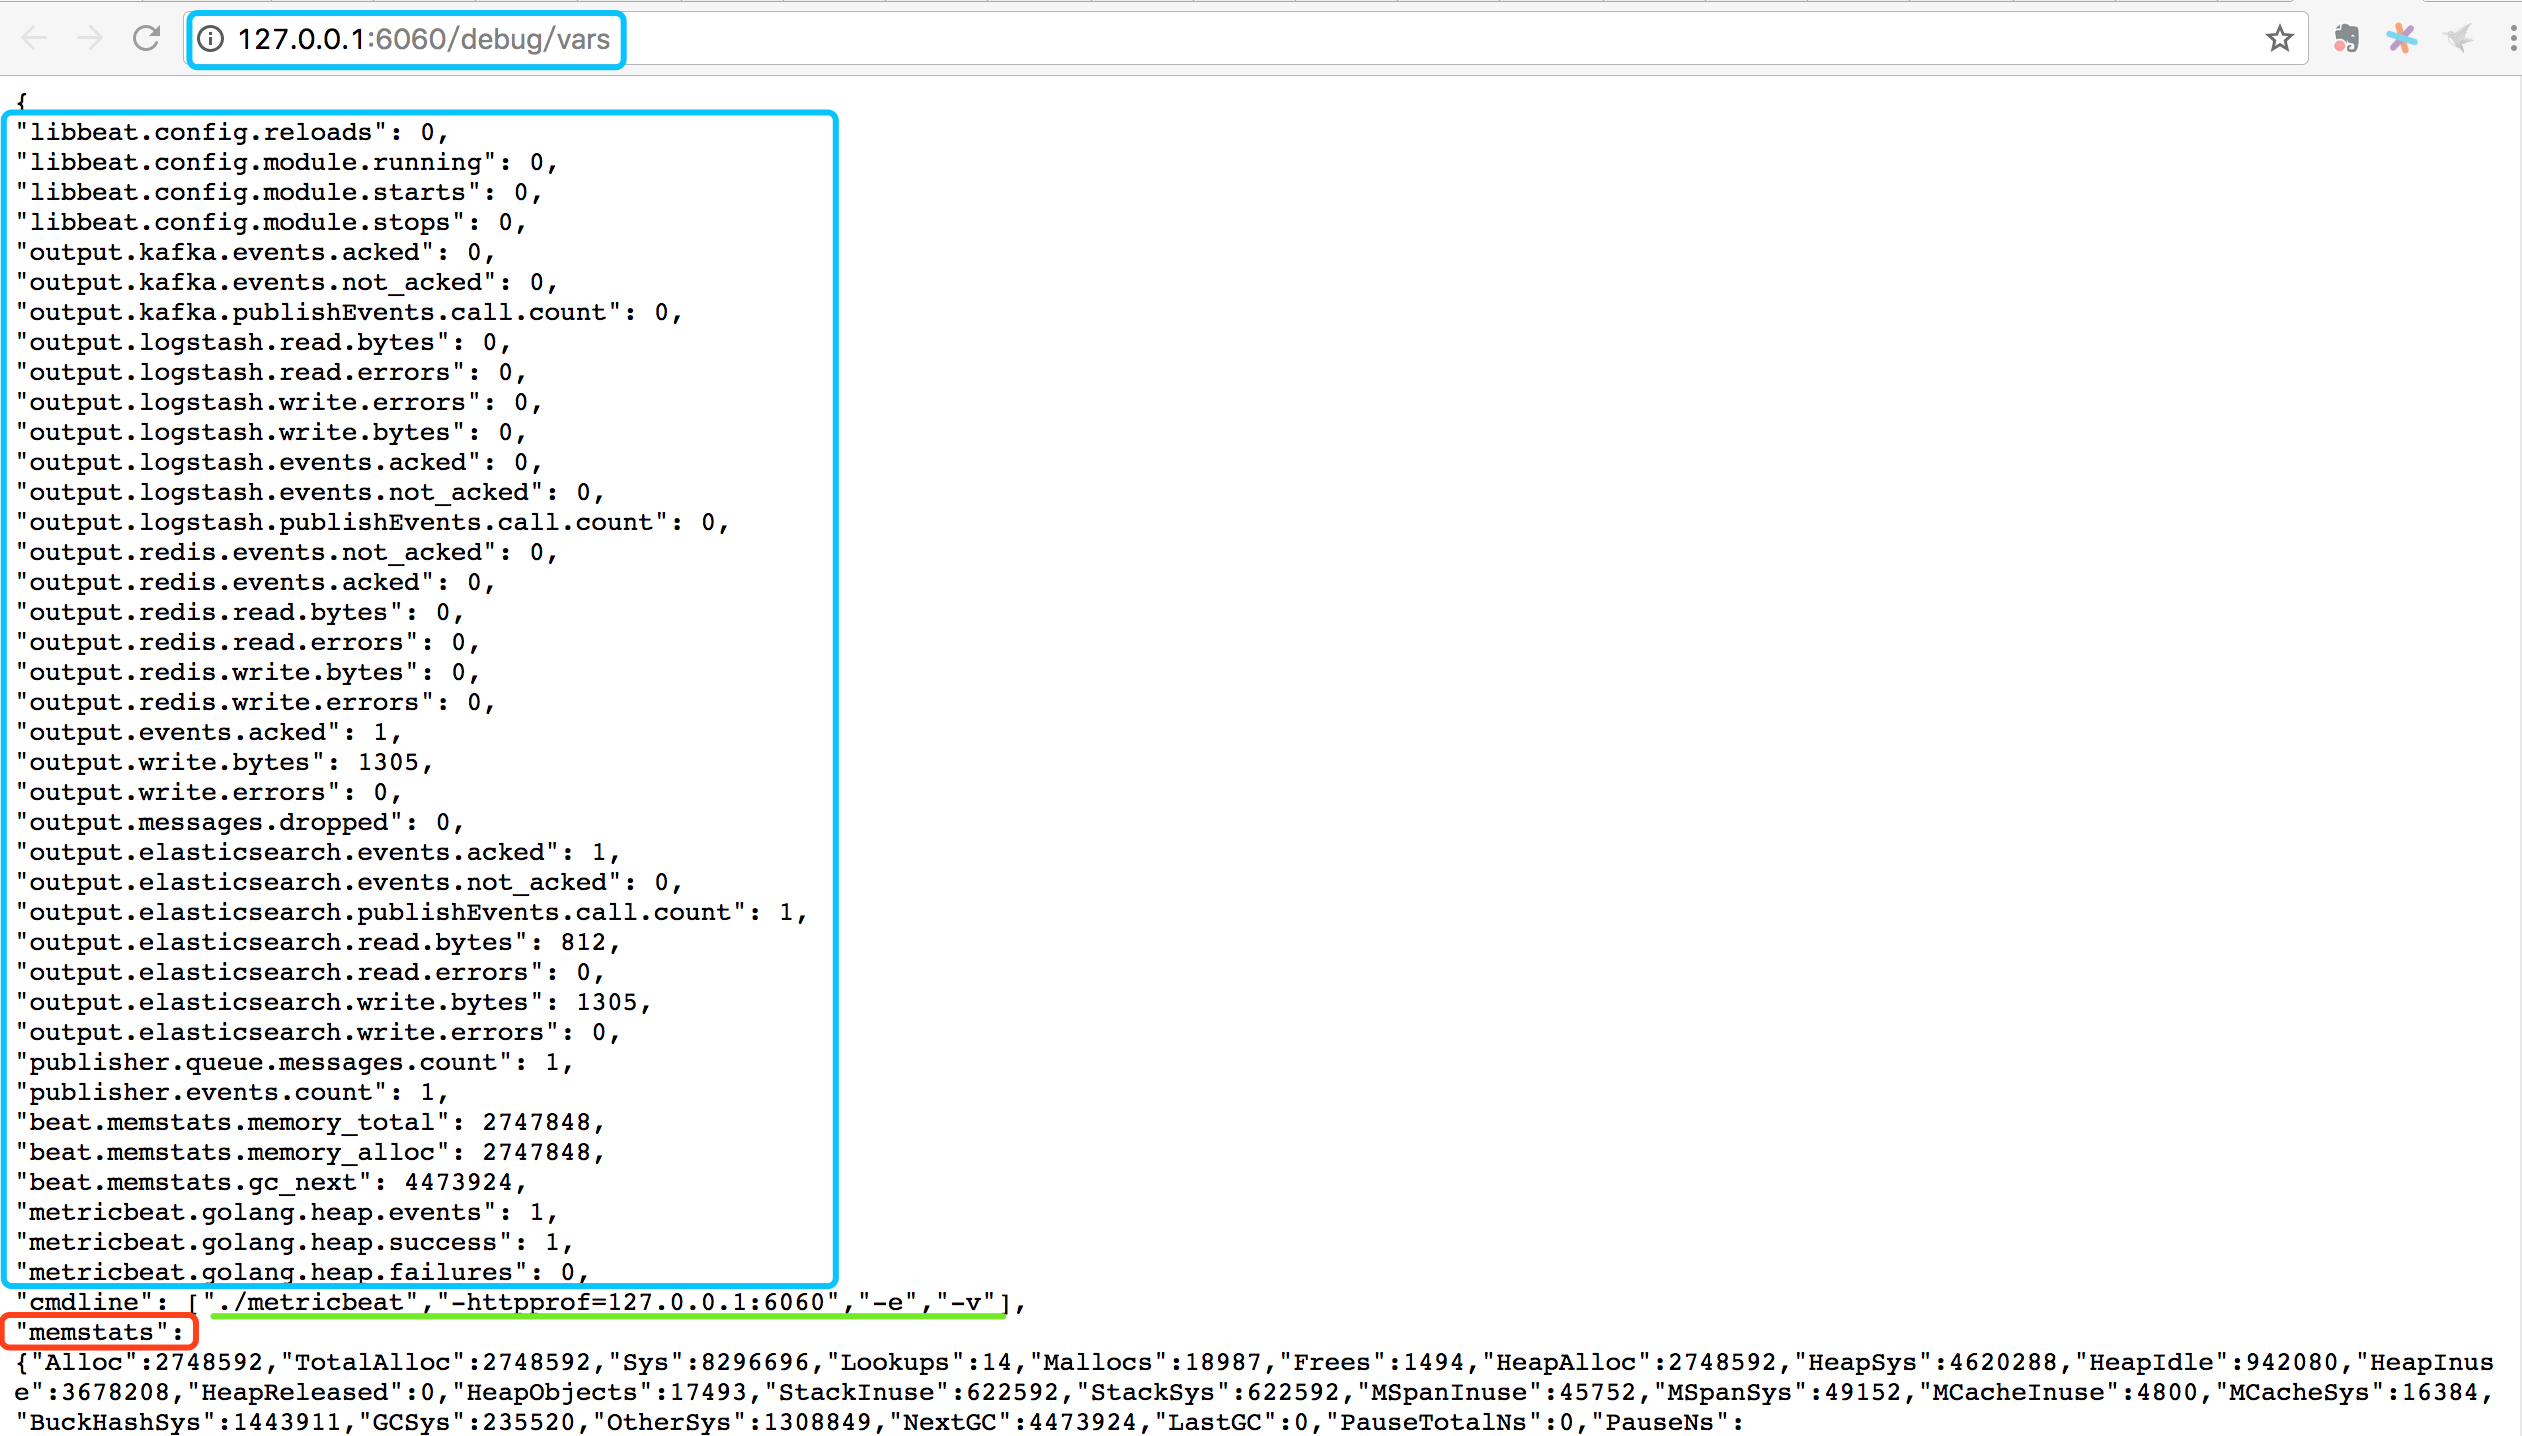 127.0.0.1:6060/debug/vars
{
"libbeat.config.reloads": 0,
"libbeat.config.module.running": 0,
"libbeat.config.module.starts": 0,
"libbeat.config.module.stops": 0,
"output.kafka.events.acked": 0,
"output.kafka.events.not_acked": 0,
"output.kafka.publishEvents.call.count": 0,
"output.logstash.read.bytes": 0,
"output.logstash.read.errors": 0,
"output.logstash.write.errors": 0,
"output.logstash.write.bytes": 0,
"output.logstash.events.acked": 0,
"output.logstash.events.not_acked": 0,
"output.logstash.publishEvents.call.count": 0,
"output.redis.events.not_acked": 0,
"output.redis.events.acked": 0,
"output.redis.read.bytes": 0,
"output.redis.read.errors": 0,
"output.redis.write.bytes": 0,
"output.redis.write.errors": 0,
"output.events.acked": 1,
"output.write.bytes": 1305,
"output.write.errors": 0,
"output.messages.dropped": 0,
"output.elasticsearch.events.acked": 1,
"output.elasticsearch.events.not_acked": 0,
"output.elasticsearch.publishEvents.call.count": 1,
"output.elasticsearch.read.bytes": 812,
"output.elasticsearch.read.errors": 0,
"output.elasticsearch.write.bytes": 1305,
"output.elasticsearch.write.errors": 0,
"publisher.queue.messages.count": 1,
"publisher.events.count": 1,
"beat.memstats.memory_total": 2747848,
"beat.memstats.memory_alloc": 2747848,
"beat.memstats.gc_next": 4473924,
"metricbeat.golang.heap.events": 1,
"metricbeat.golang.heap.success": 1,
"metricbeat.golang.heap.failures": 0,
"cmdline": ["./metricbeat","-httpprof=127.0.0.1:6060","-e","-v"],
"memstats":
{"Alloc":2748592,"TotalAlloc":2748592,"Sys":8296696,"Lookups":14,"Mallocs":18987,"Frees":1494,"HeapAlloc":2748592,"HeapSys":4620288,"HeapIdle":942080,"HeapInus
e":3678208,"HeapReleased":0,"HeapObjects":17493,"StackInuse":622592,"StackSys":622592,"MSpanInuse":45752,"MSpanSys":49152,"MCacheInuse":4800,"MCacheSys":16384,
"BuckHashSys":1443911,"GCSys":235520,"OtherSys":1308849,"NextGC":4473924,"LastGC":0,"PauseTotalNs":0,"PauseNs":